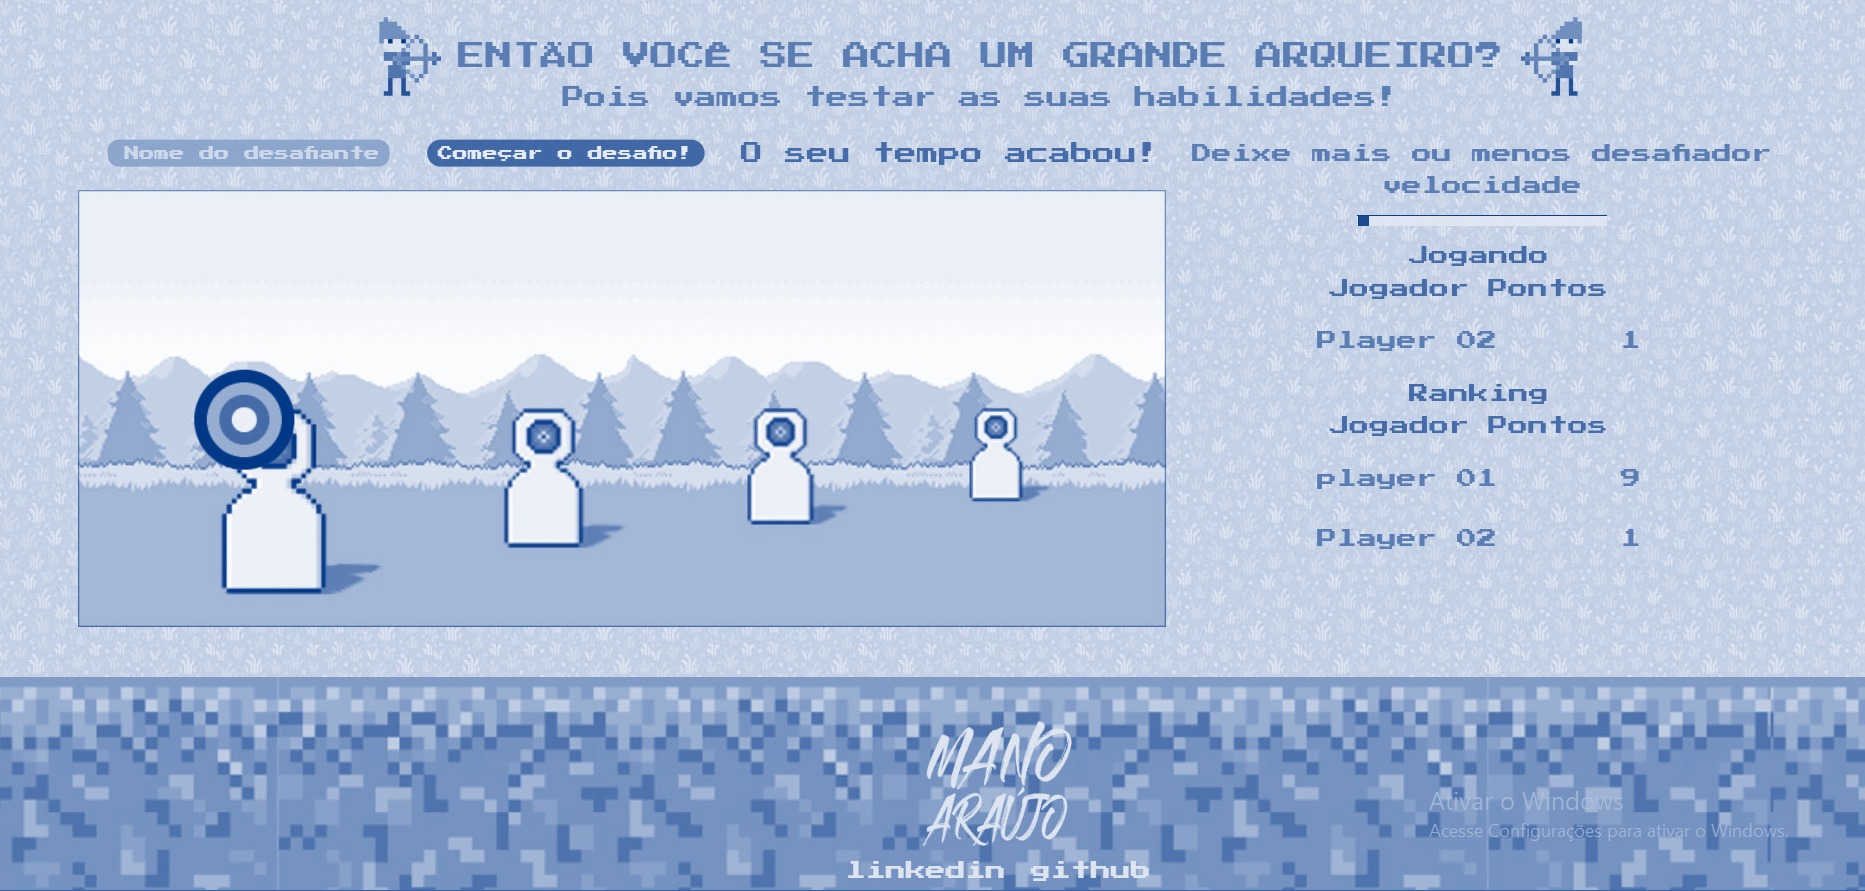 ENTÃO VOCÊ SE ACHA UM GRANDE ARQUEIRO?
Pois vamos testar as suas habilidades!
Nome do desafiante
Começar o desafio!
O seu tempo acabou!
Deixe mais ou menos desafiador
velocidade
Jogando
Jogador Pontos
Player 02 1
Ranking
Jogador Pontos
player 01 9
Player 02 1
MANO
ARAÚJO
linkedin github
Ativar o Windows
Acesse Configurações para ativar o Windows.